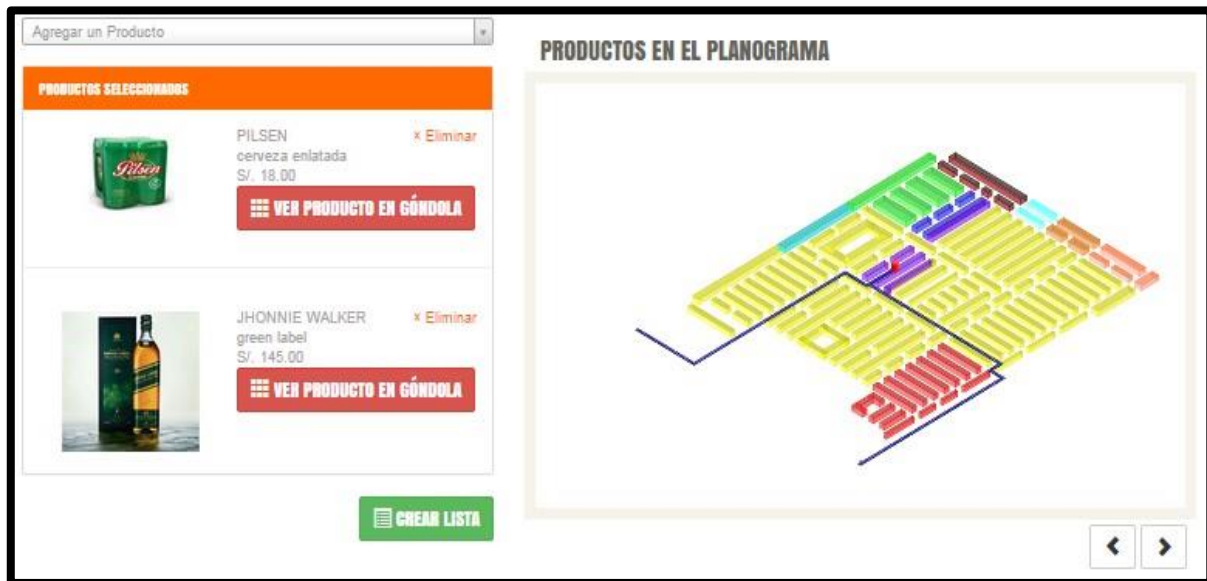 Agregar un Producto
PRODUCTOS SELECCIONADOS
Pilsen
PILSEN
cerveza enlatada
S/. 18.00
× Eliminar
VER PRODUCTO EN GÓNDOLA
JHONNIE WALKER
green label
S/. 145.00
× Eliminar
VER PRODUCTO EN GÓNDOLA
CREAR LISTA
PRODUCTOS EN EL PLANOGRAMA